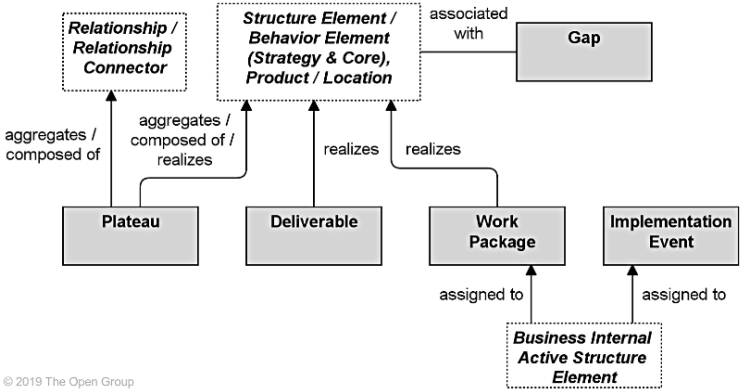 Relationship /
Relationship
Connector
Structure Element /
Behavior Element
(Strategy & Core),
Product / Location
associated
with
Gap
aggregates /
composed of
aggregates /
composed of /
realizes
realizes
realizes
Plateau
Deliverable
Work
Package
Implementation
Event
assigned to
assigned to
Business Internal
Active Structure
Element
© 2019 The Open Group